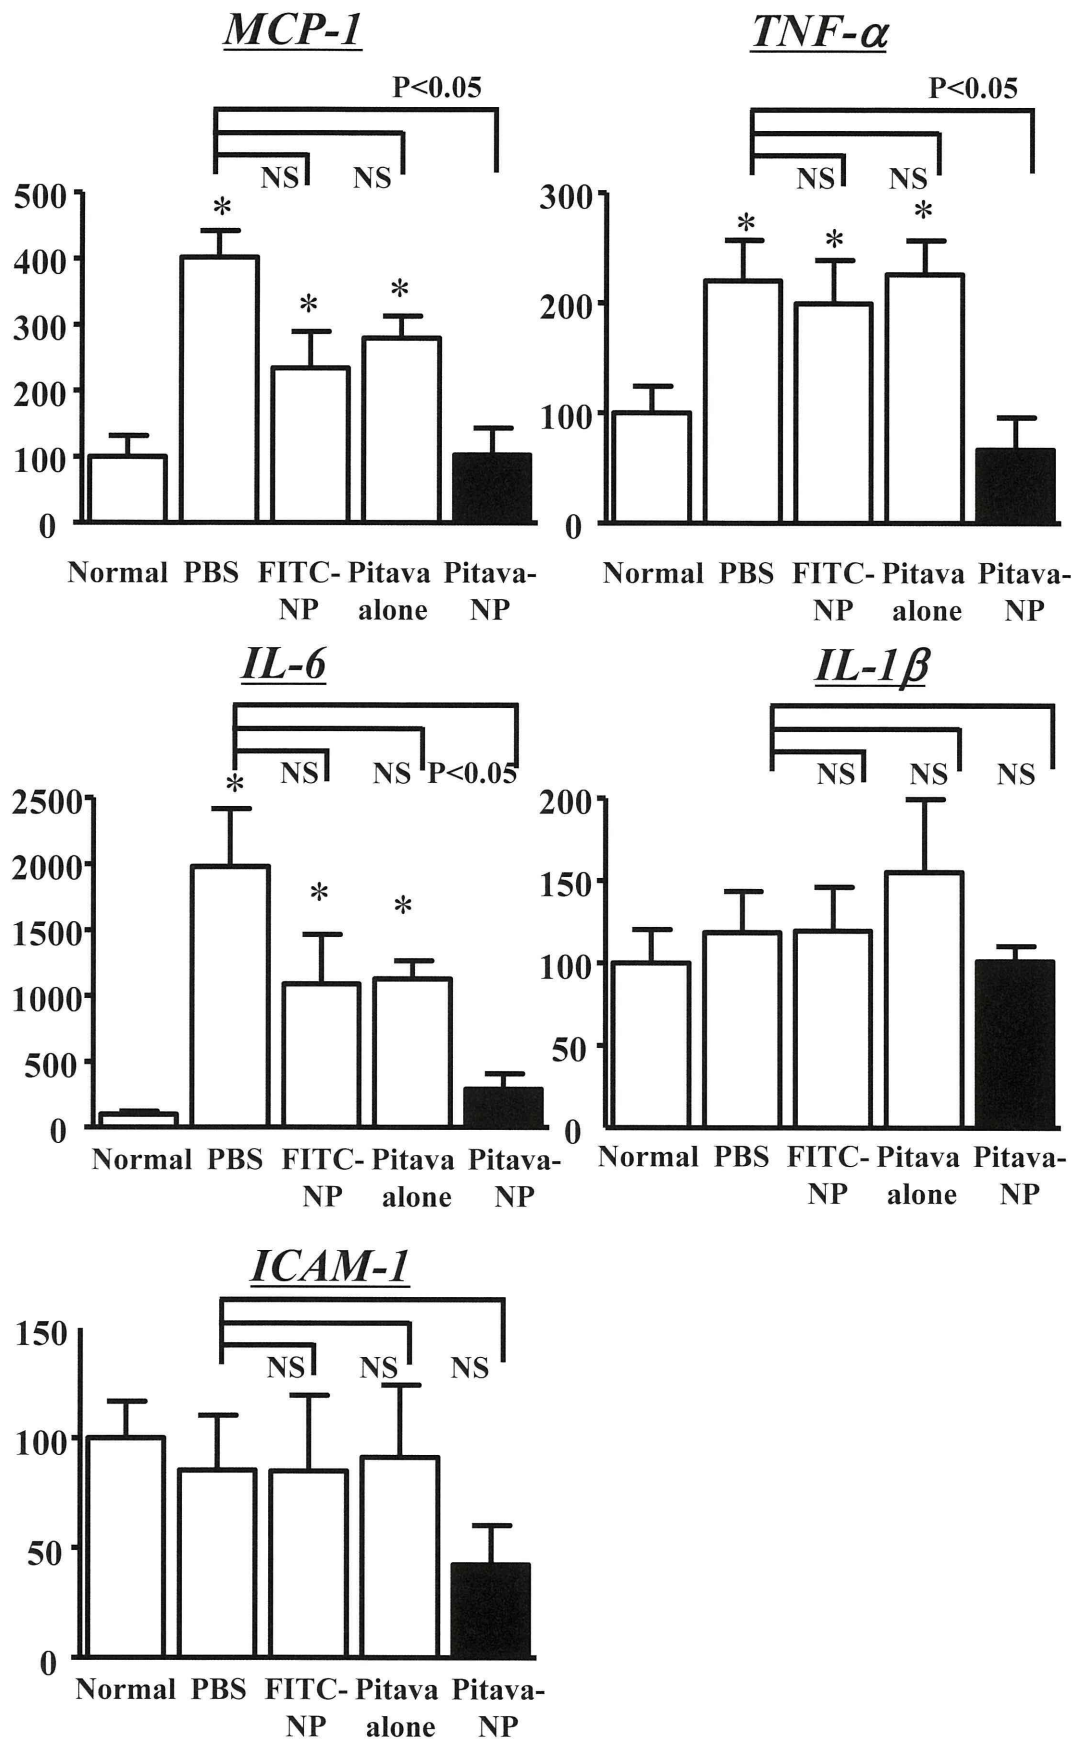 MCP-1
P<0.05
NS NS
500
*
400
*
300
*
200
100
0
Normal PBS FITC- Pitava Pitava-
NP alone NP
TNF-α
P<0.05
NS NS
300
* * *
200
100
0
Normal PBS FITC- Pitava Pitava-
NP alone NP
IL-6
NS NS P<0.05
*
2500
2000
* *
1500
1000
500
0
Normal PBS FITC- Pitava Pitava-
NP alone NP
IL-1β
NS NS NS
200
150
100
50
0
Normal PBS FITC- Pitava Pitava-
NP alone NP
ICAM-1
150
NS NS NS
100
50
0
Normal PBS FITC- Pitava Pitava-
NP alone NP